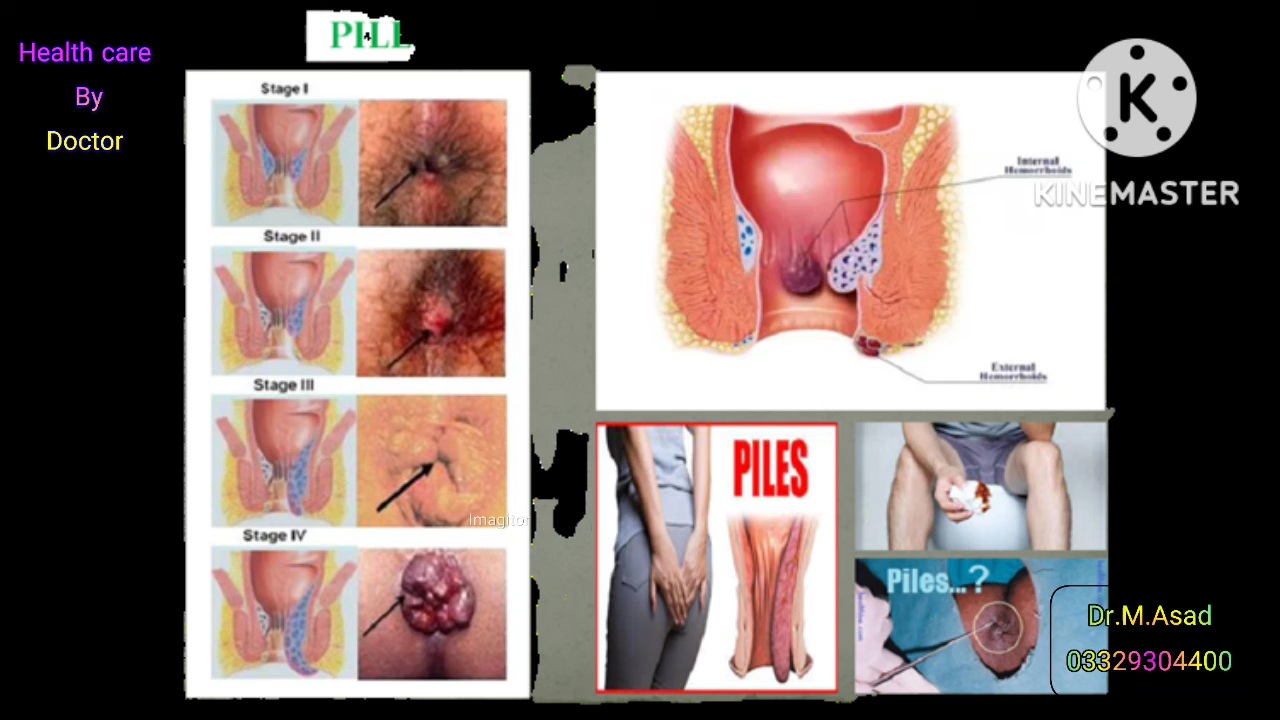 Health care
By
Doctor
PILL
Stage I
Stage II
Stage III
Imagitor
Stage IV
Internal
Hemorrhoids
K
KINEMASTER
External
Hemorrhoids
PILES
Piles...?
Dr.M.Asad
03329304400